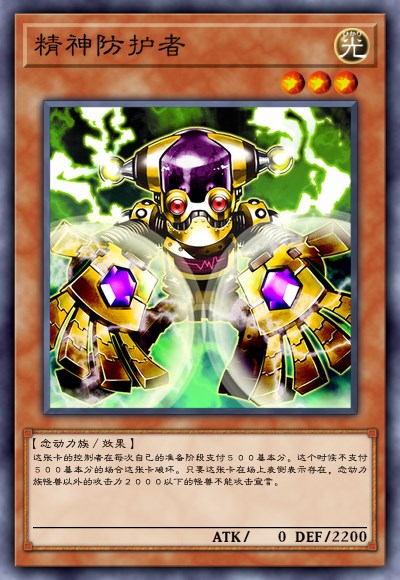 精神防护者
ひかり
光
【念动力族／效果】
这张卡的控制者在每次自己的准备阶段支付５００基本分。这个时候不支付
５００基本分的场合这张卡破坏。只要这张卡在场上表侧表示存在，念动力
族怪兽以外的攻击力２０００以下的怪兽不能攻击宣言。
ATK/ 0 DEF/2200